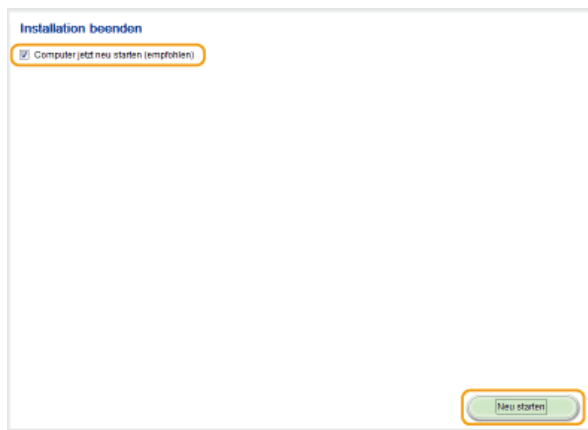 Installation beenden
Computer jetzt neu starten (empfohlen)
Neu starten